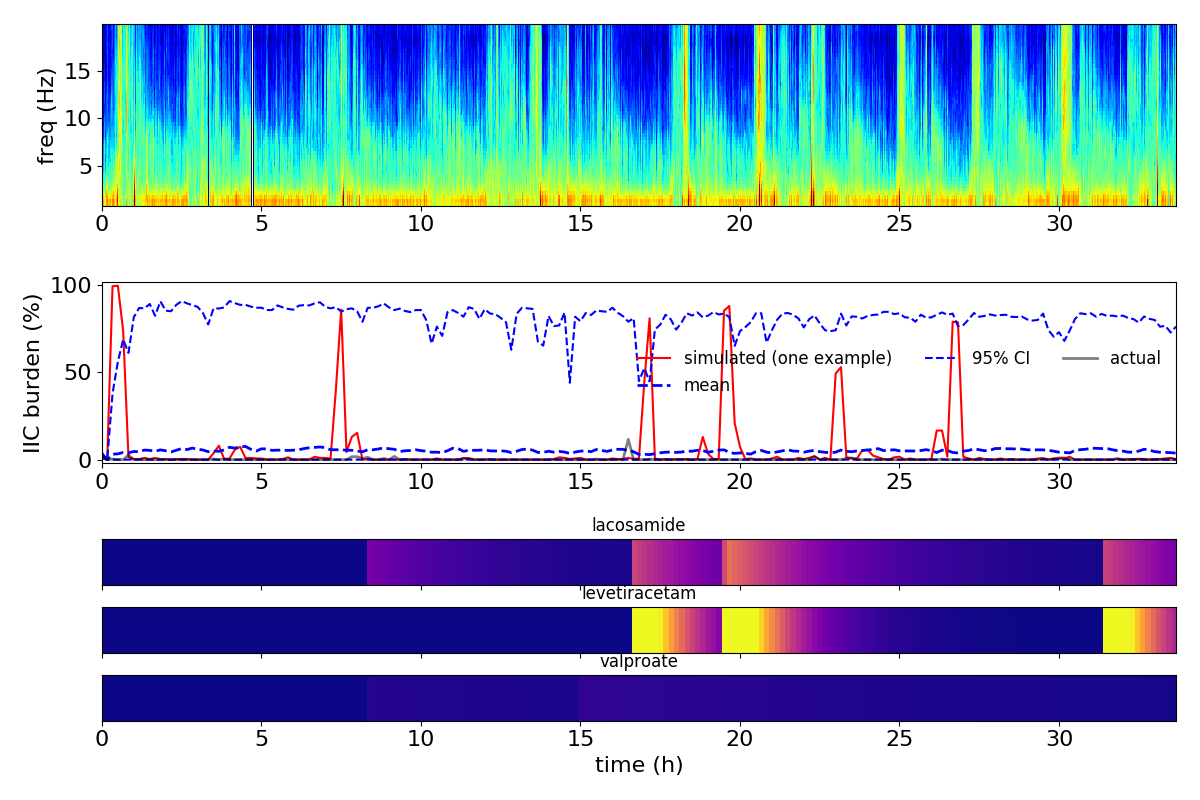 freq (Hz)
15
10
5
0 5 10 15 20 25 30
IIC burden (%)
100
50
0
simulated (one example) 95% CI actual
mean
0 5 10 15 20 25 30
lacosamide
levetiracetam
valproate
0 5 10 15 20 25 30
time (h)